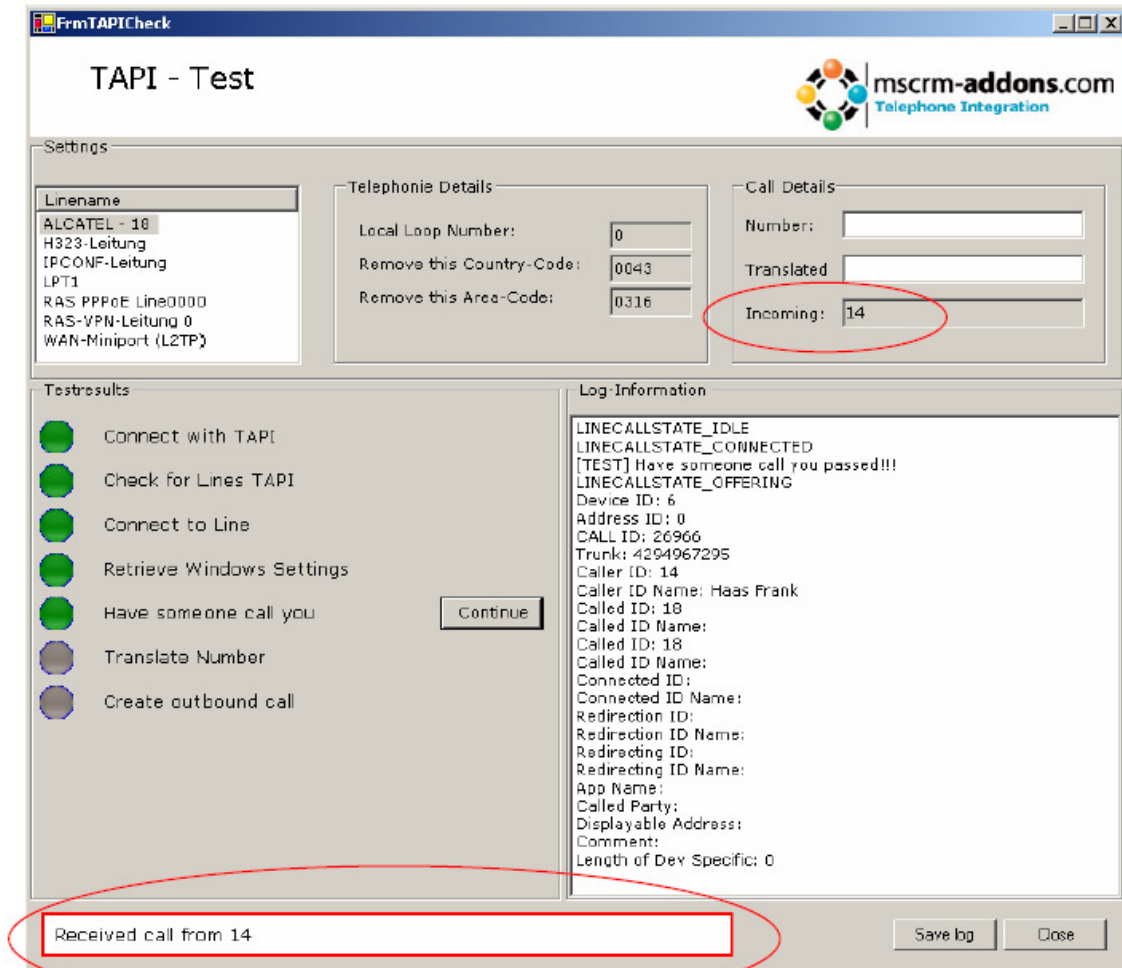 FrmTAPICheck
TAPI - Test
mscrm-addons.com
Telephone Integration
Settings
Linename
ALCATEL - 18
H323-Leitung
IPCONF-Leitung
LPT1
RAS PPPoE Line0000
RAS-VPN-Leitung 0
WAN-Miniport (L2TP)
Telephonie Details
Local Loop Number: 0
Remove this Country-Code: 0043
Remove this Area-Code: 0316
Call Details
Number:
Translated
Incoming: 14
Testresults
Connect with TAPI
Check for Lines TAPI
Connect to Line
Retrieve Windows Settings
Have someone call you Continue
Translate Number
Create outbound call
Log-Information
LINECALLSTATE_IDLE
LINECALLSTATE_CONNECTED
[TEST] Have someone call you passed!!!
LINECALLSTATE_OFFERING
Device ID: 6
Address ID: 0
CALL ID: 26966
Trunk: 4294967295
Caller ID: 14
Caller ID Name: Haas Frank
Called ID: 18
Called ID Name:
Called ID: 18
Called ID Name:
Connected ID:
Connected ID Name:
Redirection ID:
Redirection ID Name:
Redirecting ID:
Redirecting ID Name:
App Name:
Called Party:
Displayable Address:
Comment:
Length of Dev Specific: 0
Received call from 14
Save log Close